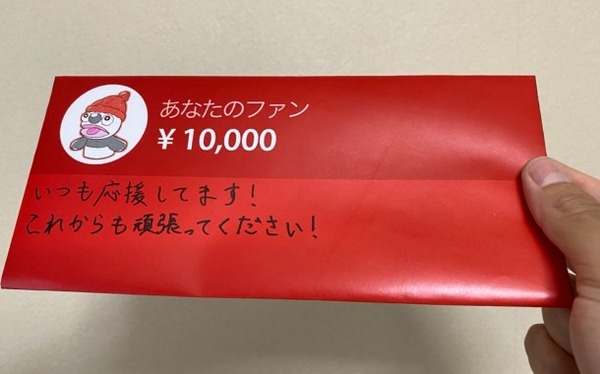 あなたのファン
¥ 10,000
いつも応援してます!
これからも頑張ってください!